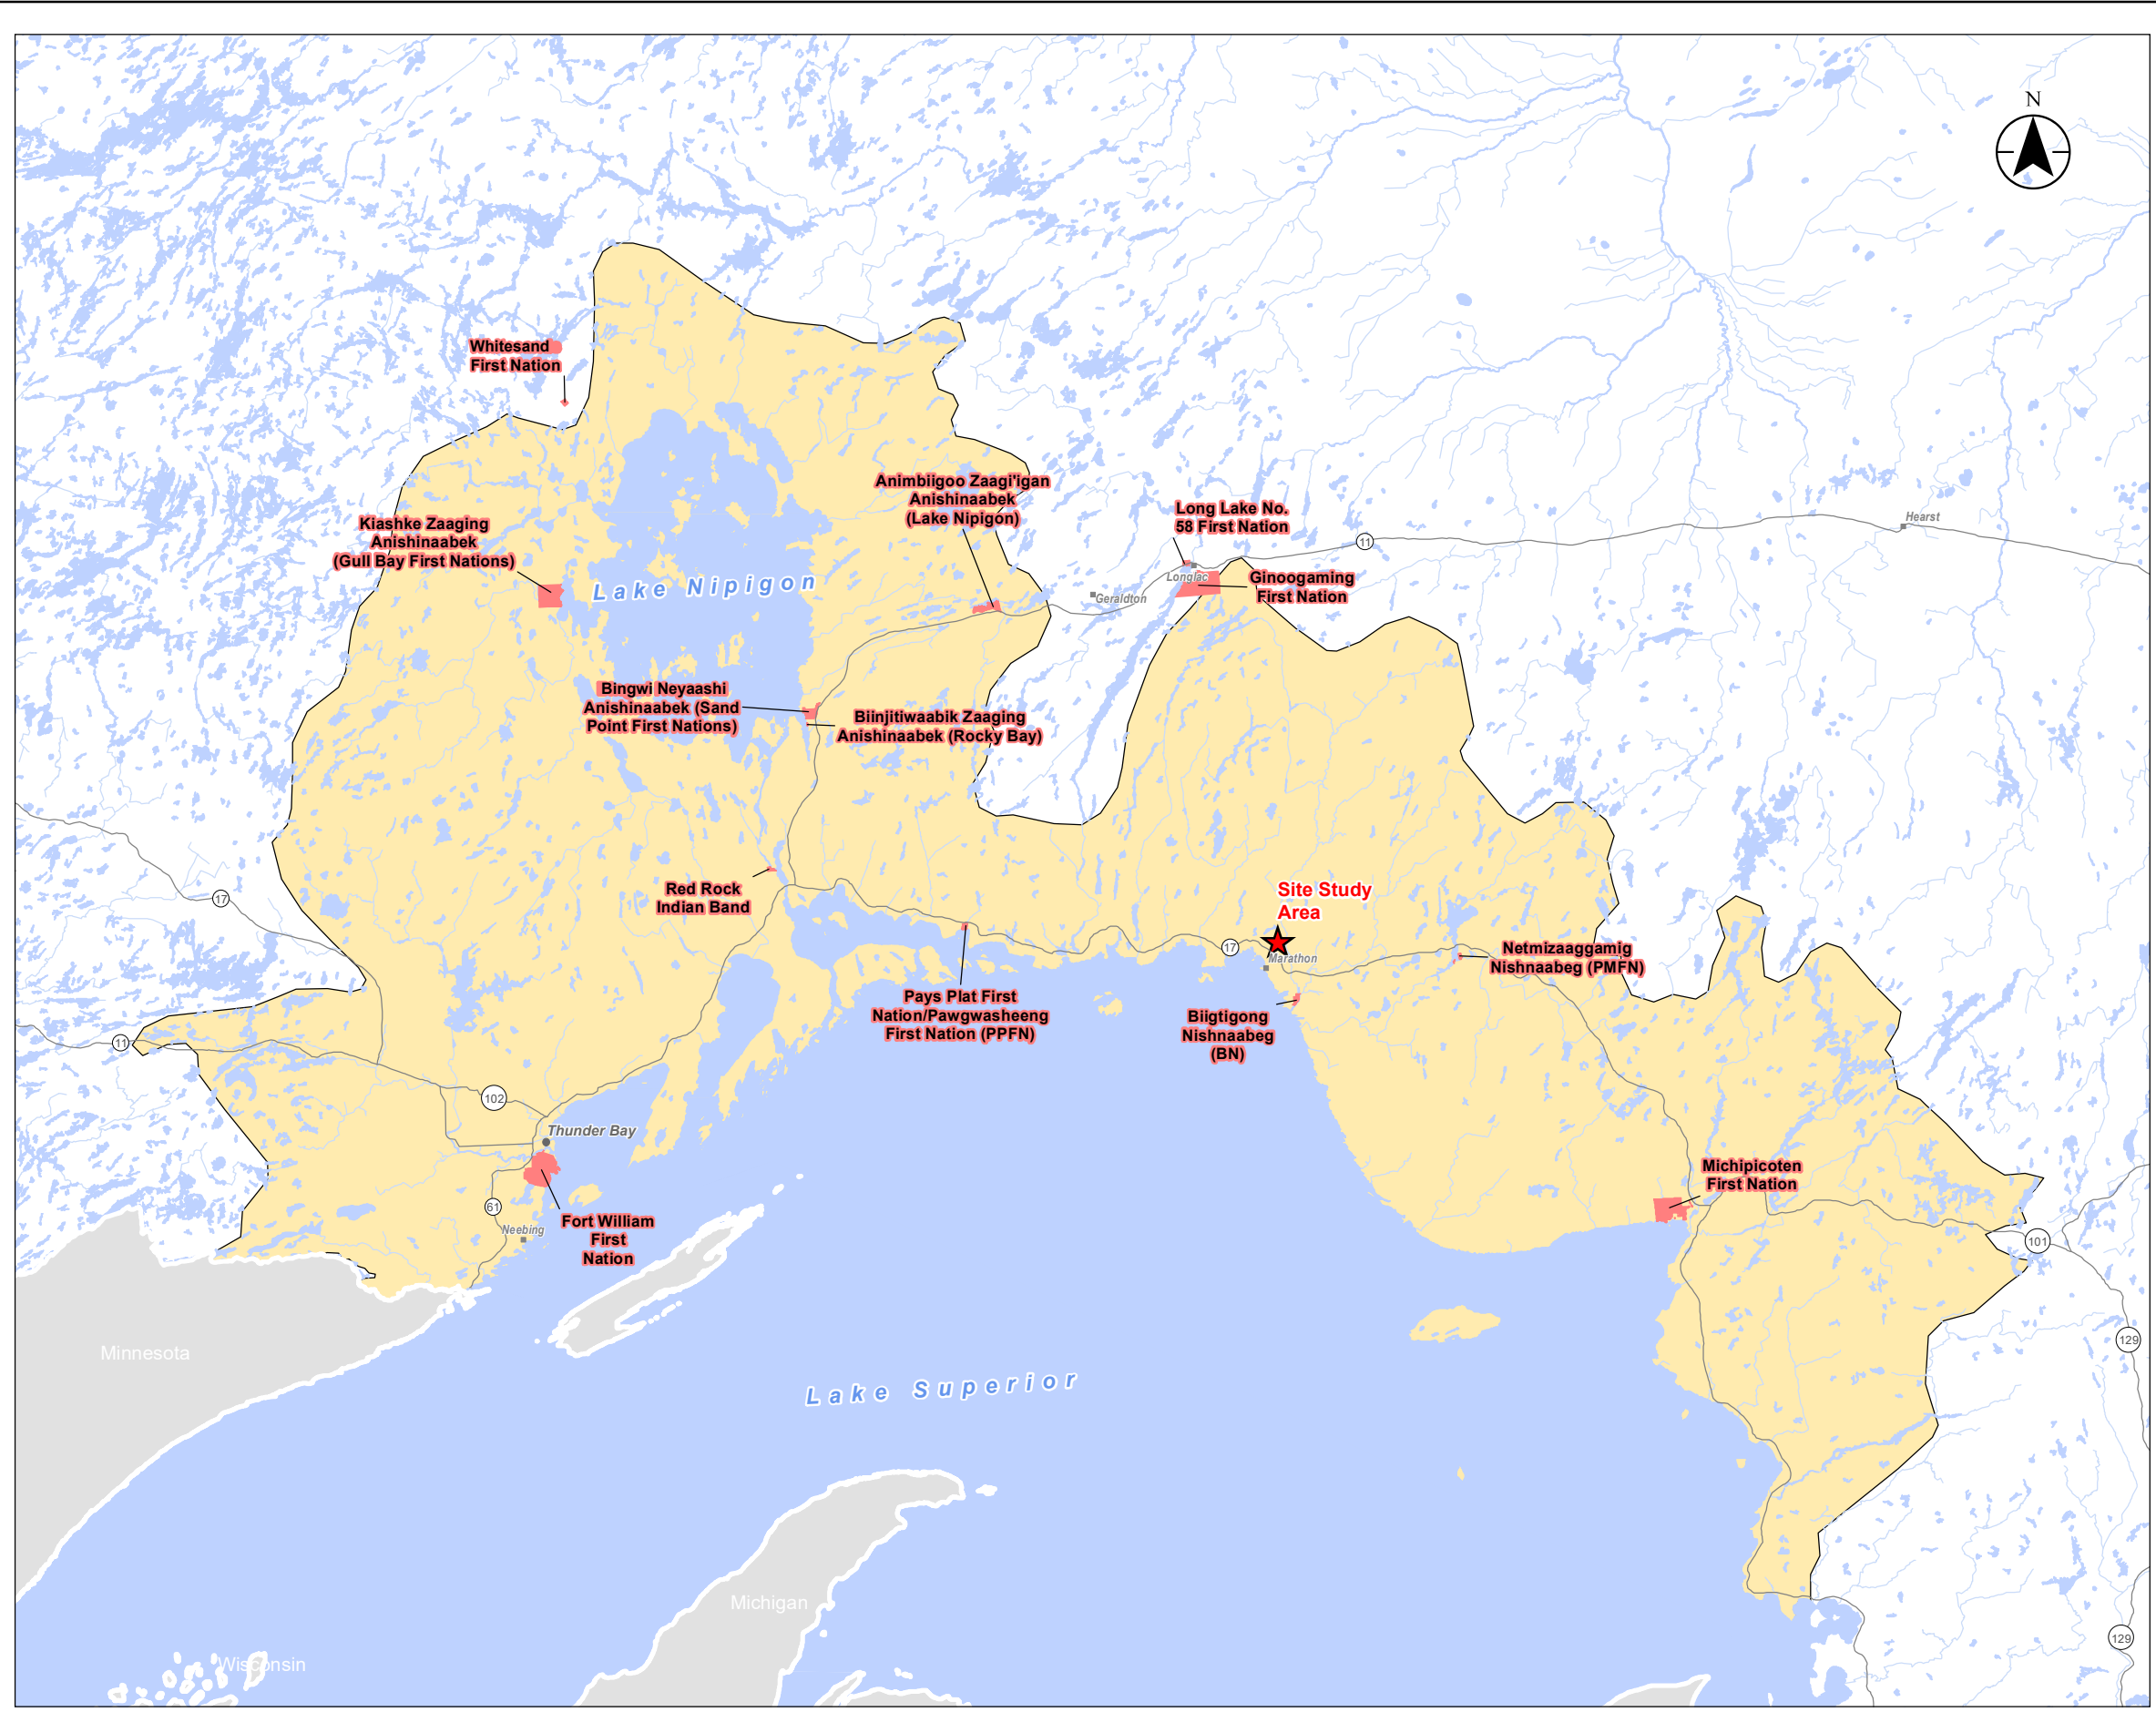 N
Whitesand
First Nation
Animbiigoo Zaagi'igan
Anishinaabek
(Lake Nipigon)
Long Lake No.
58 First Nation
Hearst
11
Kiashke Zaaging
Anishinaabek
(Gull Bay First Nations)
Lake Nipigon
Longlac
Ginoogaming
First Nation
Geraldton
Bingwi Neyaashi
Anishinaabek (Sand
Point First Nations)
Biinjitiwaabik Zaaging
Anishinaabek (Rocky Bay)
17
Red Rock
Indian Band
Site Study
Area
17
Marathon
Netmizaaggamig
Nishnaabeg (PMFN)
Pays Plat First
Nation/Pawgwasheeng
First Nation (PPFN)
Biigtigong
Nishnaabeg
(BN)
11
102
Thunder Bay
Michipicoten
First Nation
61
Neebing
Fort William
First
Nation
101
129
Minnesota
Lake Superior
Michigan
Wisconsin
129